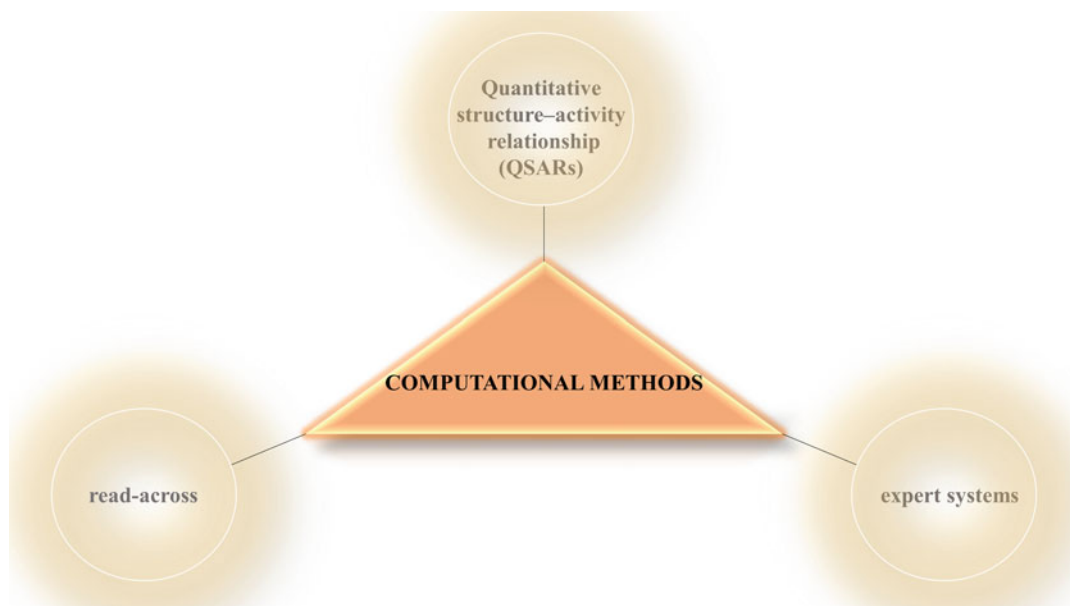 Quantitative
structure–activity
relationship
(QSARs)
COMPUTATIONAL METHODS
read-across
expert systems